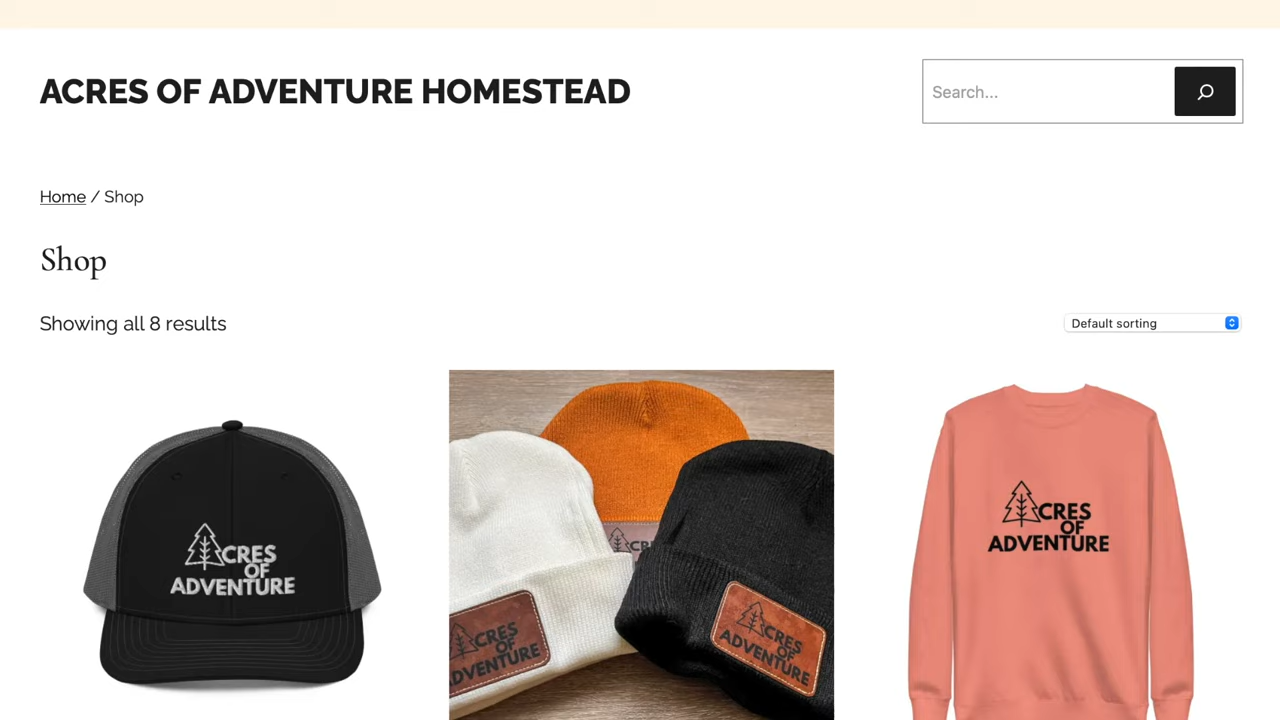 ACRES OF ADVENTURE HOMESTEAD
Search...
Home / Shop
Shop
Showing all 8 results
Default sorting
CRES
OF
ADVENTURE
CRES
CRES
OF
ADVENTURE
CRES
OF
ADVENTURE
CRES
OF
ADVENTURE